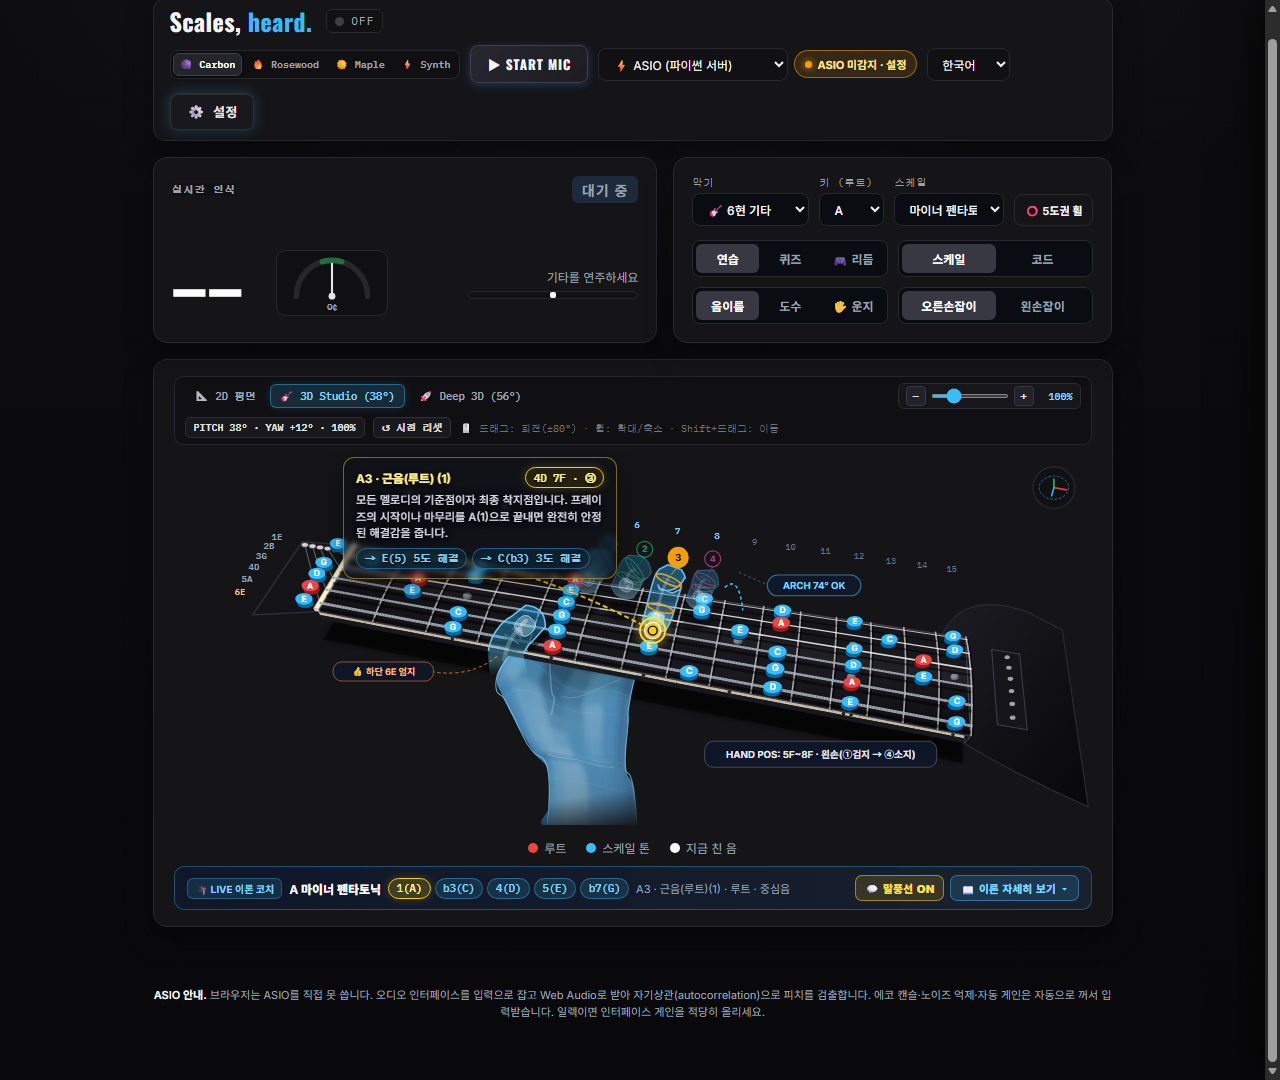 Scales, heard.
OFF
Carbon
Rosewood
Maple
Synth
▶ START MIC
ASIO (파이썬 서버)
ASIO 미감지 · 설정
한국어
설정
실시간 인식
대기 중
0¢
기타를 연주하세요
악기
키 (루트)
스케일
6현 기타
A
마이너 펜타토
5도권 휠
연습
퀴즈
리듬
스케일
코드
음이름
도수
운지
오른손잡이
왼손잡이
2D 평면
3D Studio (38°)
Deep 3D (56°)
−
+
100%
PITCH 38° · YAW +12° · 100%
↺ 시점 리셋
드래그: 회전(±80°) · 휠: 확대/축소 · Shift+드래그: 이동
A3 · 근음(루트) (1)
4D 7F · ③
모든 멜로디의 기준점이자 최종 착지점입니다. 프레이
즈의 시작이나 마무리를 A(1)으로 끝내면 완전히 안정
된 해결감을 줍니다.
→ E(5) 5도 해결
→ C(b3) 3도 해결
6
7
8
9
10
11
12
13
14
15
2
3
4
1E
2B
3G
4D
5A
6E
ARCH 74° OK
E
G
D
A
E
A
E
C
G
A
E
C
G
D
A
E
C
G
E
C
D
A
C
G
D
E
G
D
A
E
C
A
E
G
D
C
G
하단 6E 엄지
HAND POS: 5F~8F · 왼손(①검지 → ④소지)
루트
스케일 톤
지금 친 음
LIVE 이론 코치
A 마이너 펜타토닉
1(A)
b3(C)
4(D)
5(E)
b7(G)
A3 · 근음(루트)(1) · 루트 · 중심음
말풍선 ON
이론 자세히 보기
ASIO 안내. 브라우저는 ASIO를 직접 못 씁니다. 오디오 인터페이스를 입력으로 잡고 Web Audio로 받아 자기상관(autocorrelation)으로 피치를 검출합니다. 에코 캔슬·노이즈 억제·자동 게인은 자동으로 꺼서 입
력받습니다. 일렉이면 인터페이스 게인을 적당히 올리세요.